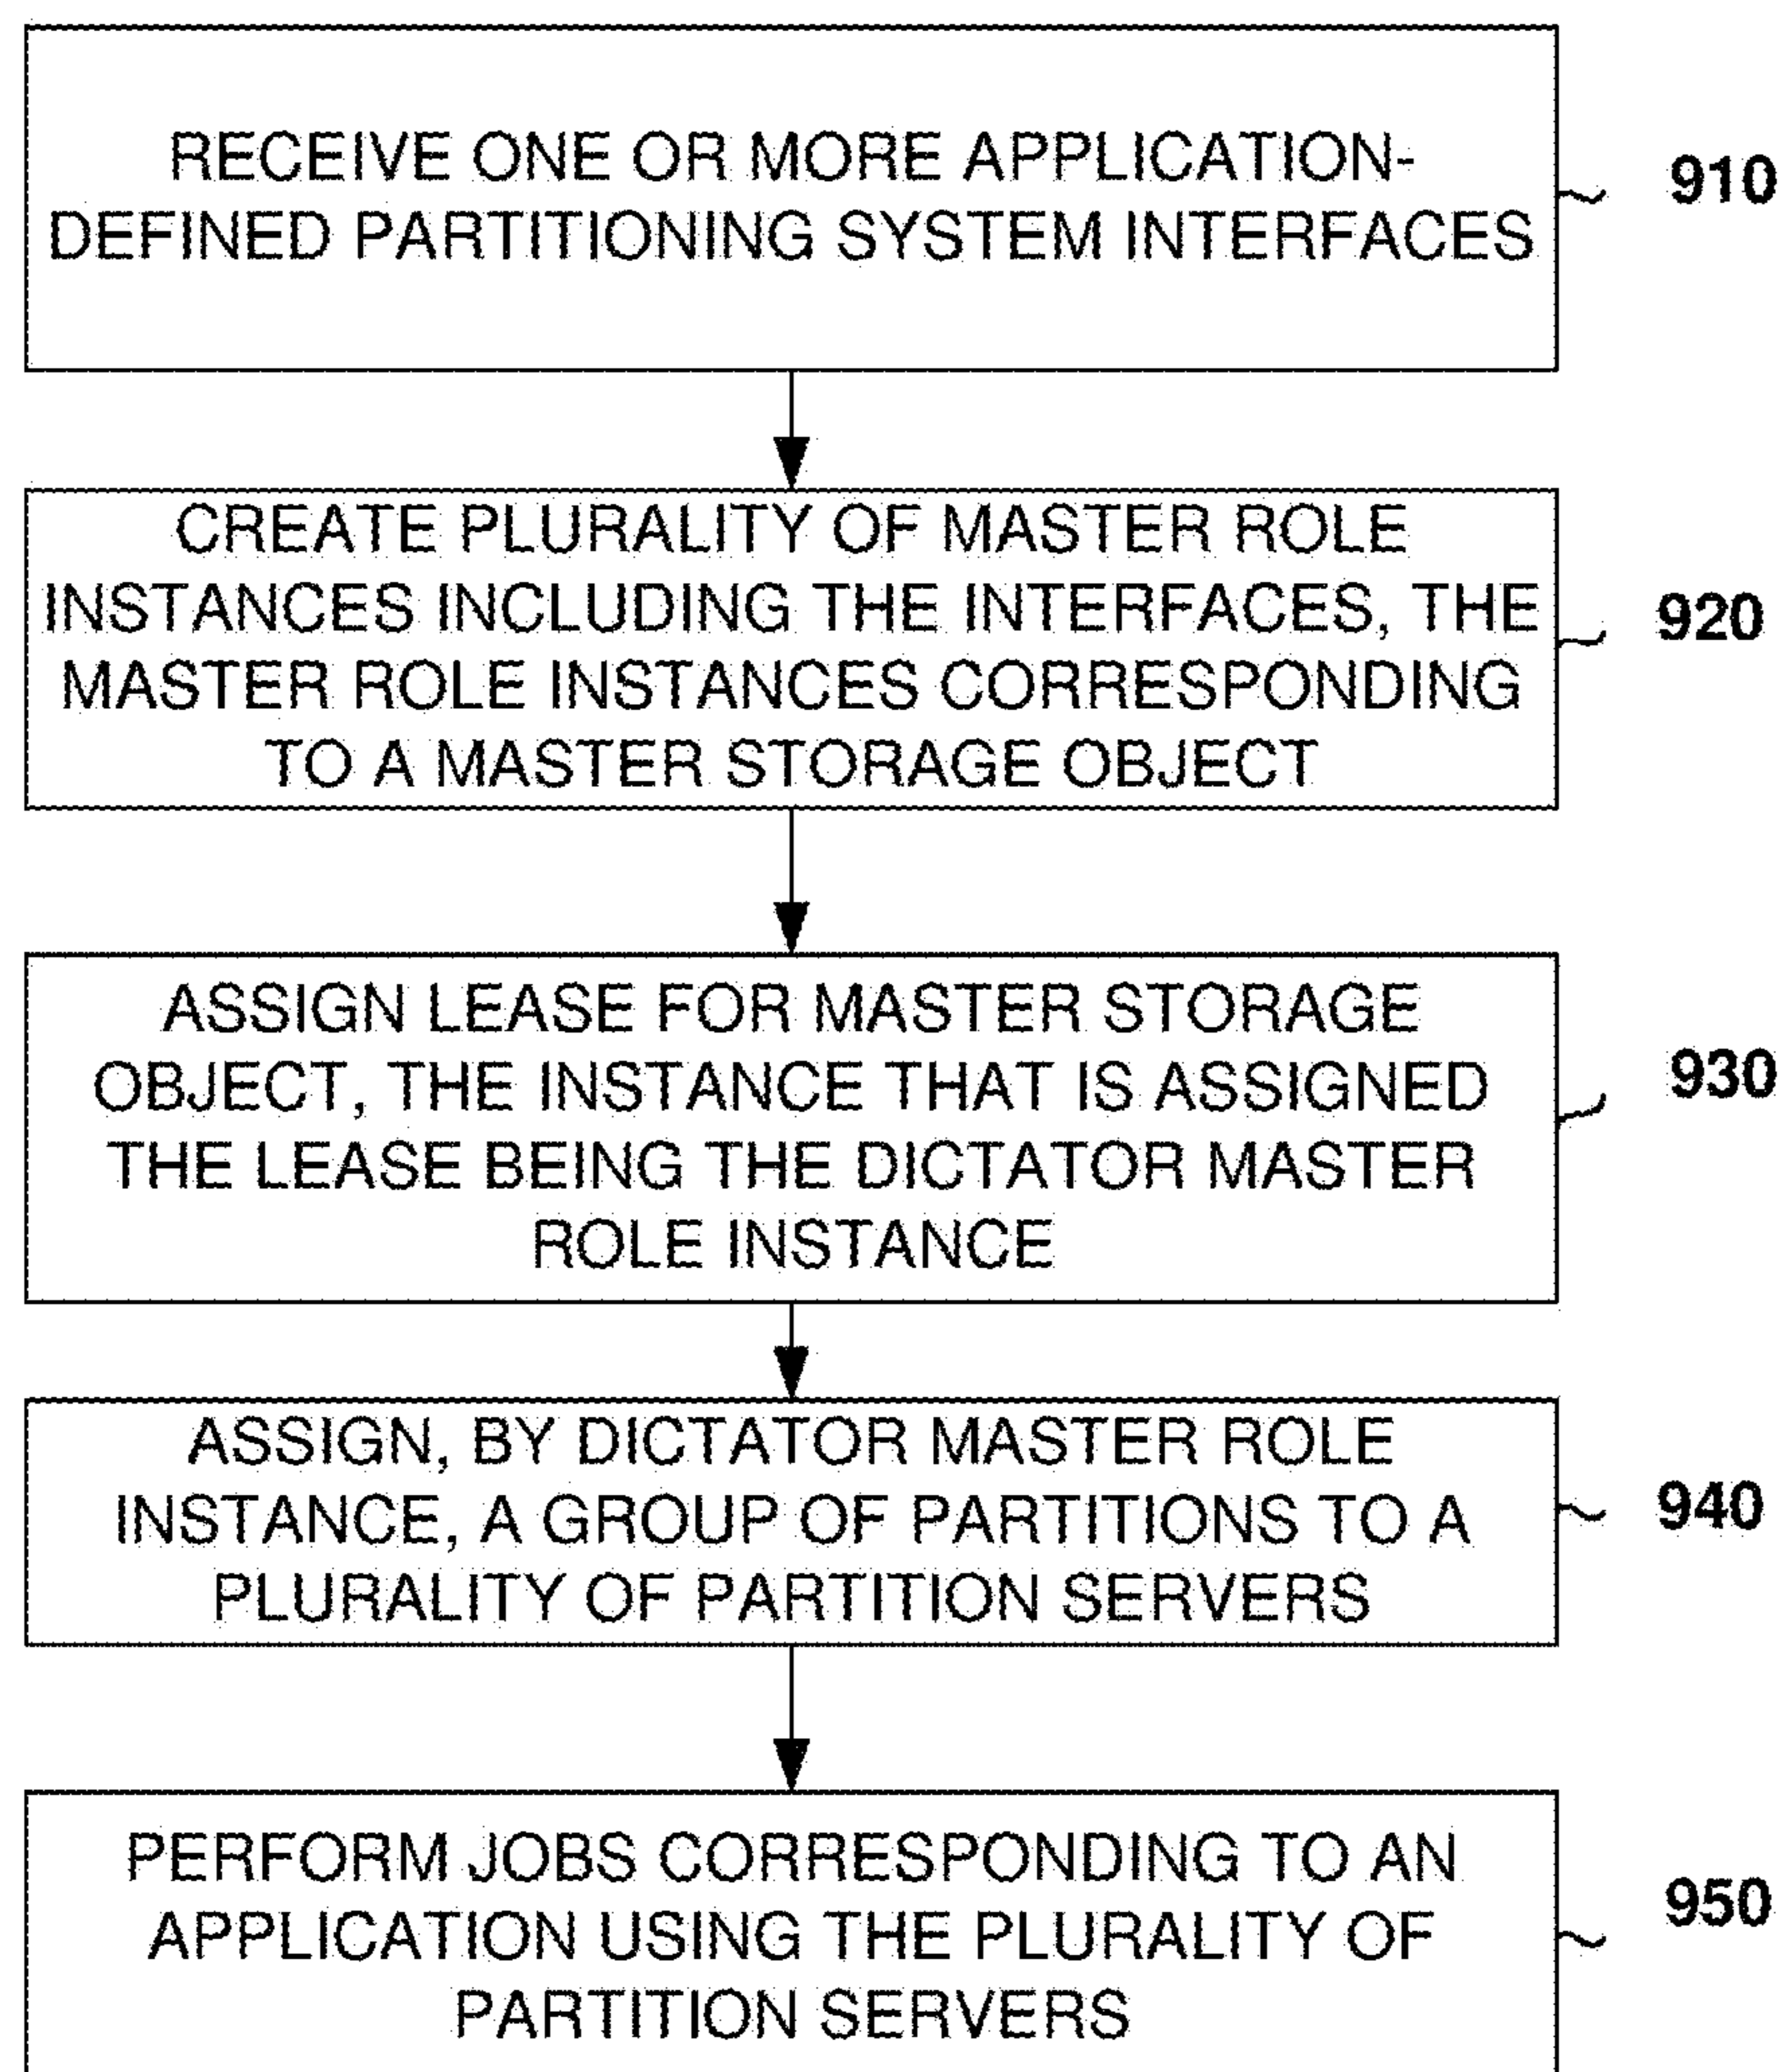 RECEIVE ONE OR MORE APPLICATION-
DEFINED PARTITIONING SYSTEM INTERFACES
910
CREATE PLURALITY OF MASTER ROLE
INSTANCES INCLUDING THE INTERFACES, THE
MASTER ROLE INSTANCES CORRESPONDING
TO A MASTER STORAGE OBJECT
920
ASSIGN LEASE FOR MASTER STORAGE
OBJECT, THE INSTANCE THAT IS ASSIGNED
THE LEASE BEING THE DICTATOR MASTER
ROLE INSTANCE
930
ASSIGN, BY DICTATOR MASTER ROLE
INSTANCE, A GROUP OF PARTITIONS TO A
PLURALITY OF PARTITION SERVERS
940
PERFORM JOBS CORRESPONDING TO AN
APPLICATION USING THE PLURALITY OF
PARTITION SERVERS
950